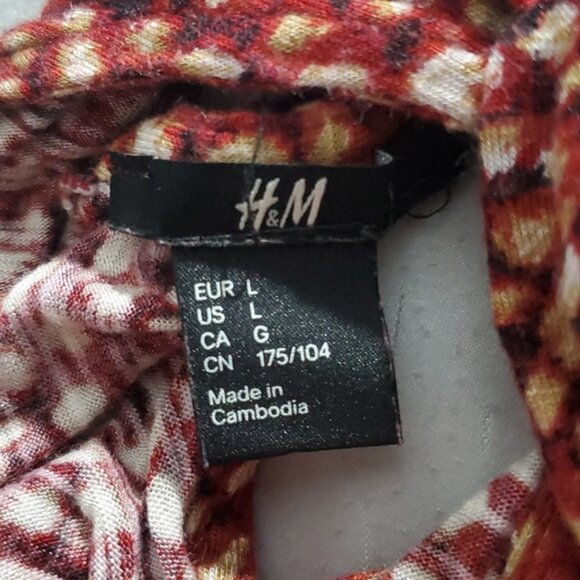 H&M
EUR L
US L
CA G
CN 175/104
Made in
Cambodia